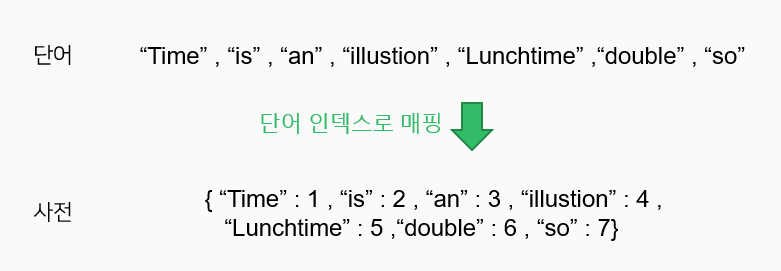 단어 “Time” , “is” , “an” , “illustion” , “Lunchtime” ,“double” , “so”
단어 인덱스로 매핑
사전 { “Time” : 1 , “is” : 2 , “an” : 3 , “illustion” : 4 ,
“Lunchtime” : 5 ,“double” : 6 , “so” : 7}